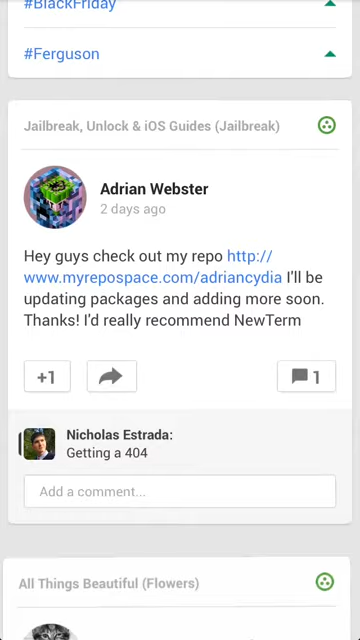 #BlackFriday
#Ferguson
Jailbreak, Unlock & iOS Guides (Jailbreak)
Adrian Webster
2 days ago
Hey guys check out my repo http://
www.myrepospace.com/adriancydia I'll be
updating packages and adding more soon.
Thanks! I'd really recommend NewTerm
+1
1
Nicholas Estrada:
Getting a 404
Add a comment...
All Things Beautiful (Flowers)